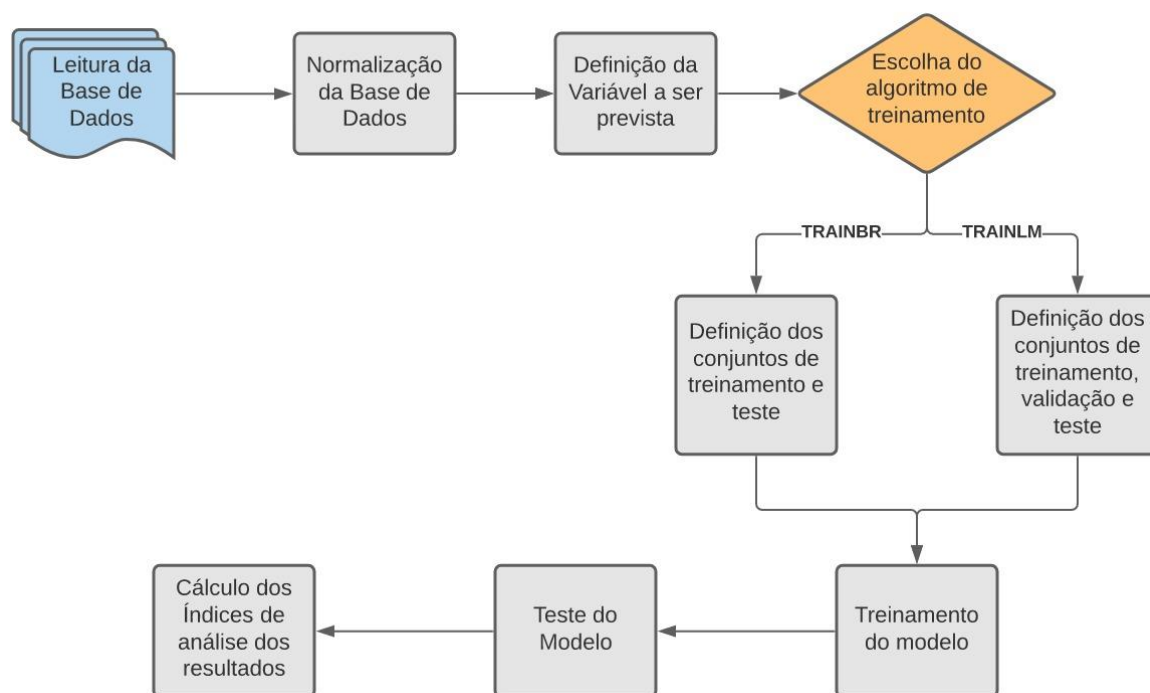 Leitura da
Base de
Dados
Normalização
da Base de
Dados
Definição da
Variável a ser
prevista
Escolha do
algoritmo de
treinamento
TRAINBR
TRAINLM
Definição dos
conjuntos de
treinamento e
teste
Definição dos
conjuntos de
treinamento,
validação e
teste
Cálculo dos
Índices de
análise dos
resultados
Teste do
Modelo
Treinamento
do modelo